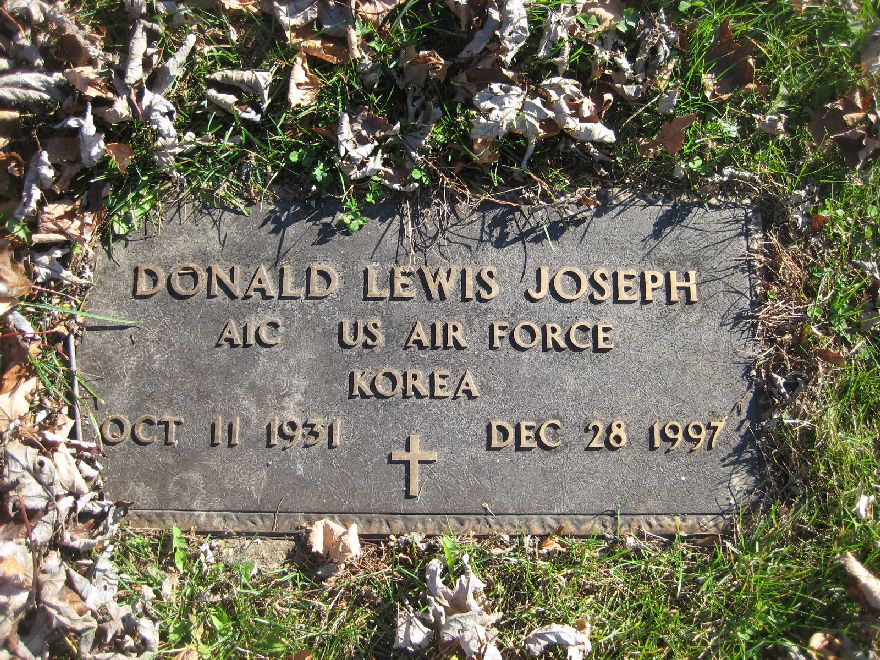 DONALD LEWIS JOSEPH
A1C US AIR FORCE
KOREA
OCT 11 1931 DEC 28 1997